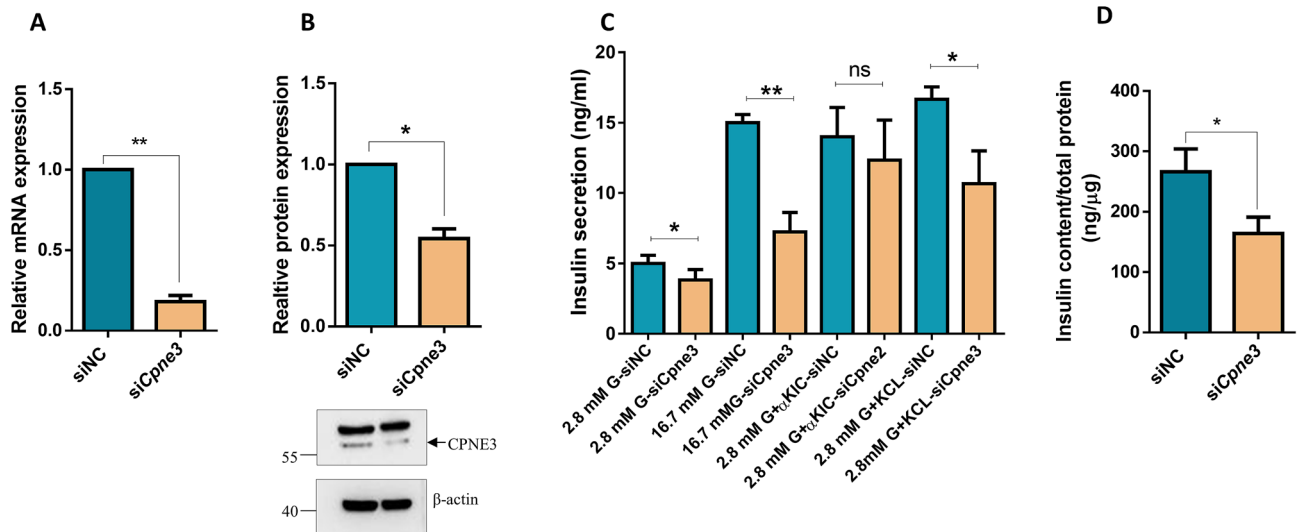 A
Relative mRNA expression
1.5
1.0
0.5
0.0
**
siNC
siCpne3
B
Realtive protein expression
1.5
1.0
0.5
0.0
*
siNC
siCpne3
55
CPNE3
40
β-actin
C
Insulin secretion (ng/ml)
20
15
10
5
0
*
**
ns
*
2.8 mM G-siNC
2.8 mM G-siCpne3
16.7 mM G-siNC
16.7 mMG-siCpne3
2.8 mM G+αKIC-siNC
2.8 mM G+αKIC-siCpne2
2.8 mM G+KCL-siNC
2.8mM G+KCL-siCpne3
D
Insulin content/total protein
(ng/µg)
400
300
200
100
0
*
siNC
siCpne3